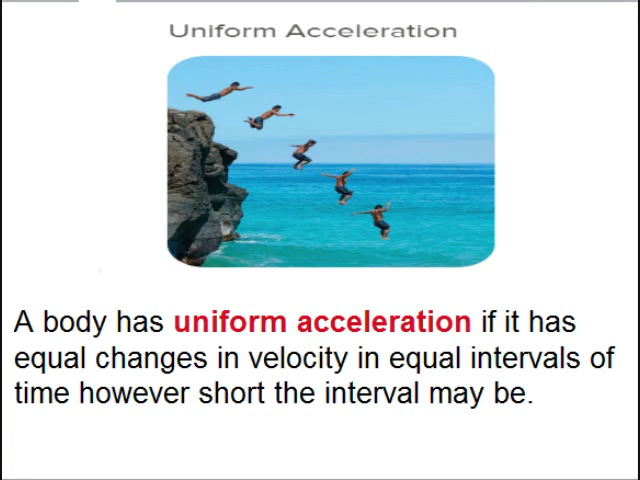 Uniform Acceleration
A body has uniform acceleration if it has
equal changes in velocity in equal intervals of
time however short the interval may be.